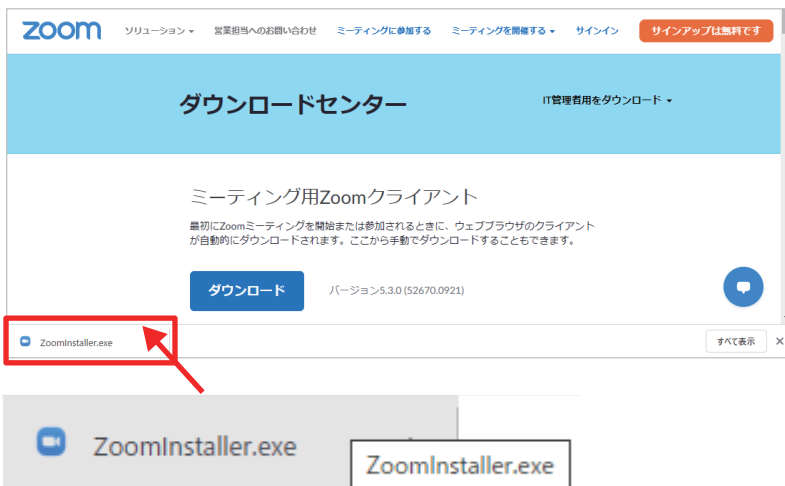 zoom ソリューション 営業担当へのお問い合わせ ミーティングに参加する ミーティングを開催する サインイン サインアップは無料です
ダウンロードセンター
IT管理者用をダウンロード
ミーティング用Zoomクライアント
最初にZoomミーティングを開始または参加されるときに、ウェブブラウザのクライアント
が自動的にダウンロードされます。ここから手動でダウンロードすることもできます。
ダウンロード バージョン5.3.0 (52670.0921)
ZoomInstaller.exe すべて表示
ZoomInstaller.exe
ZoomInstaller.exe